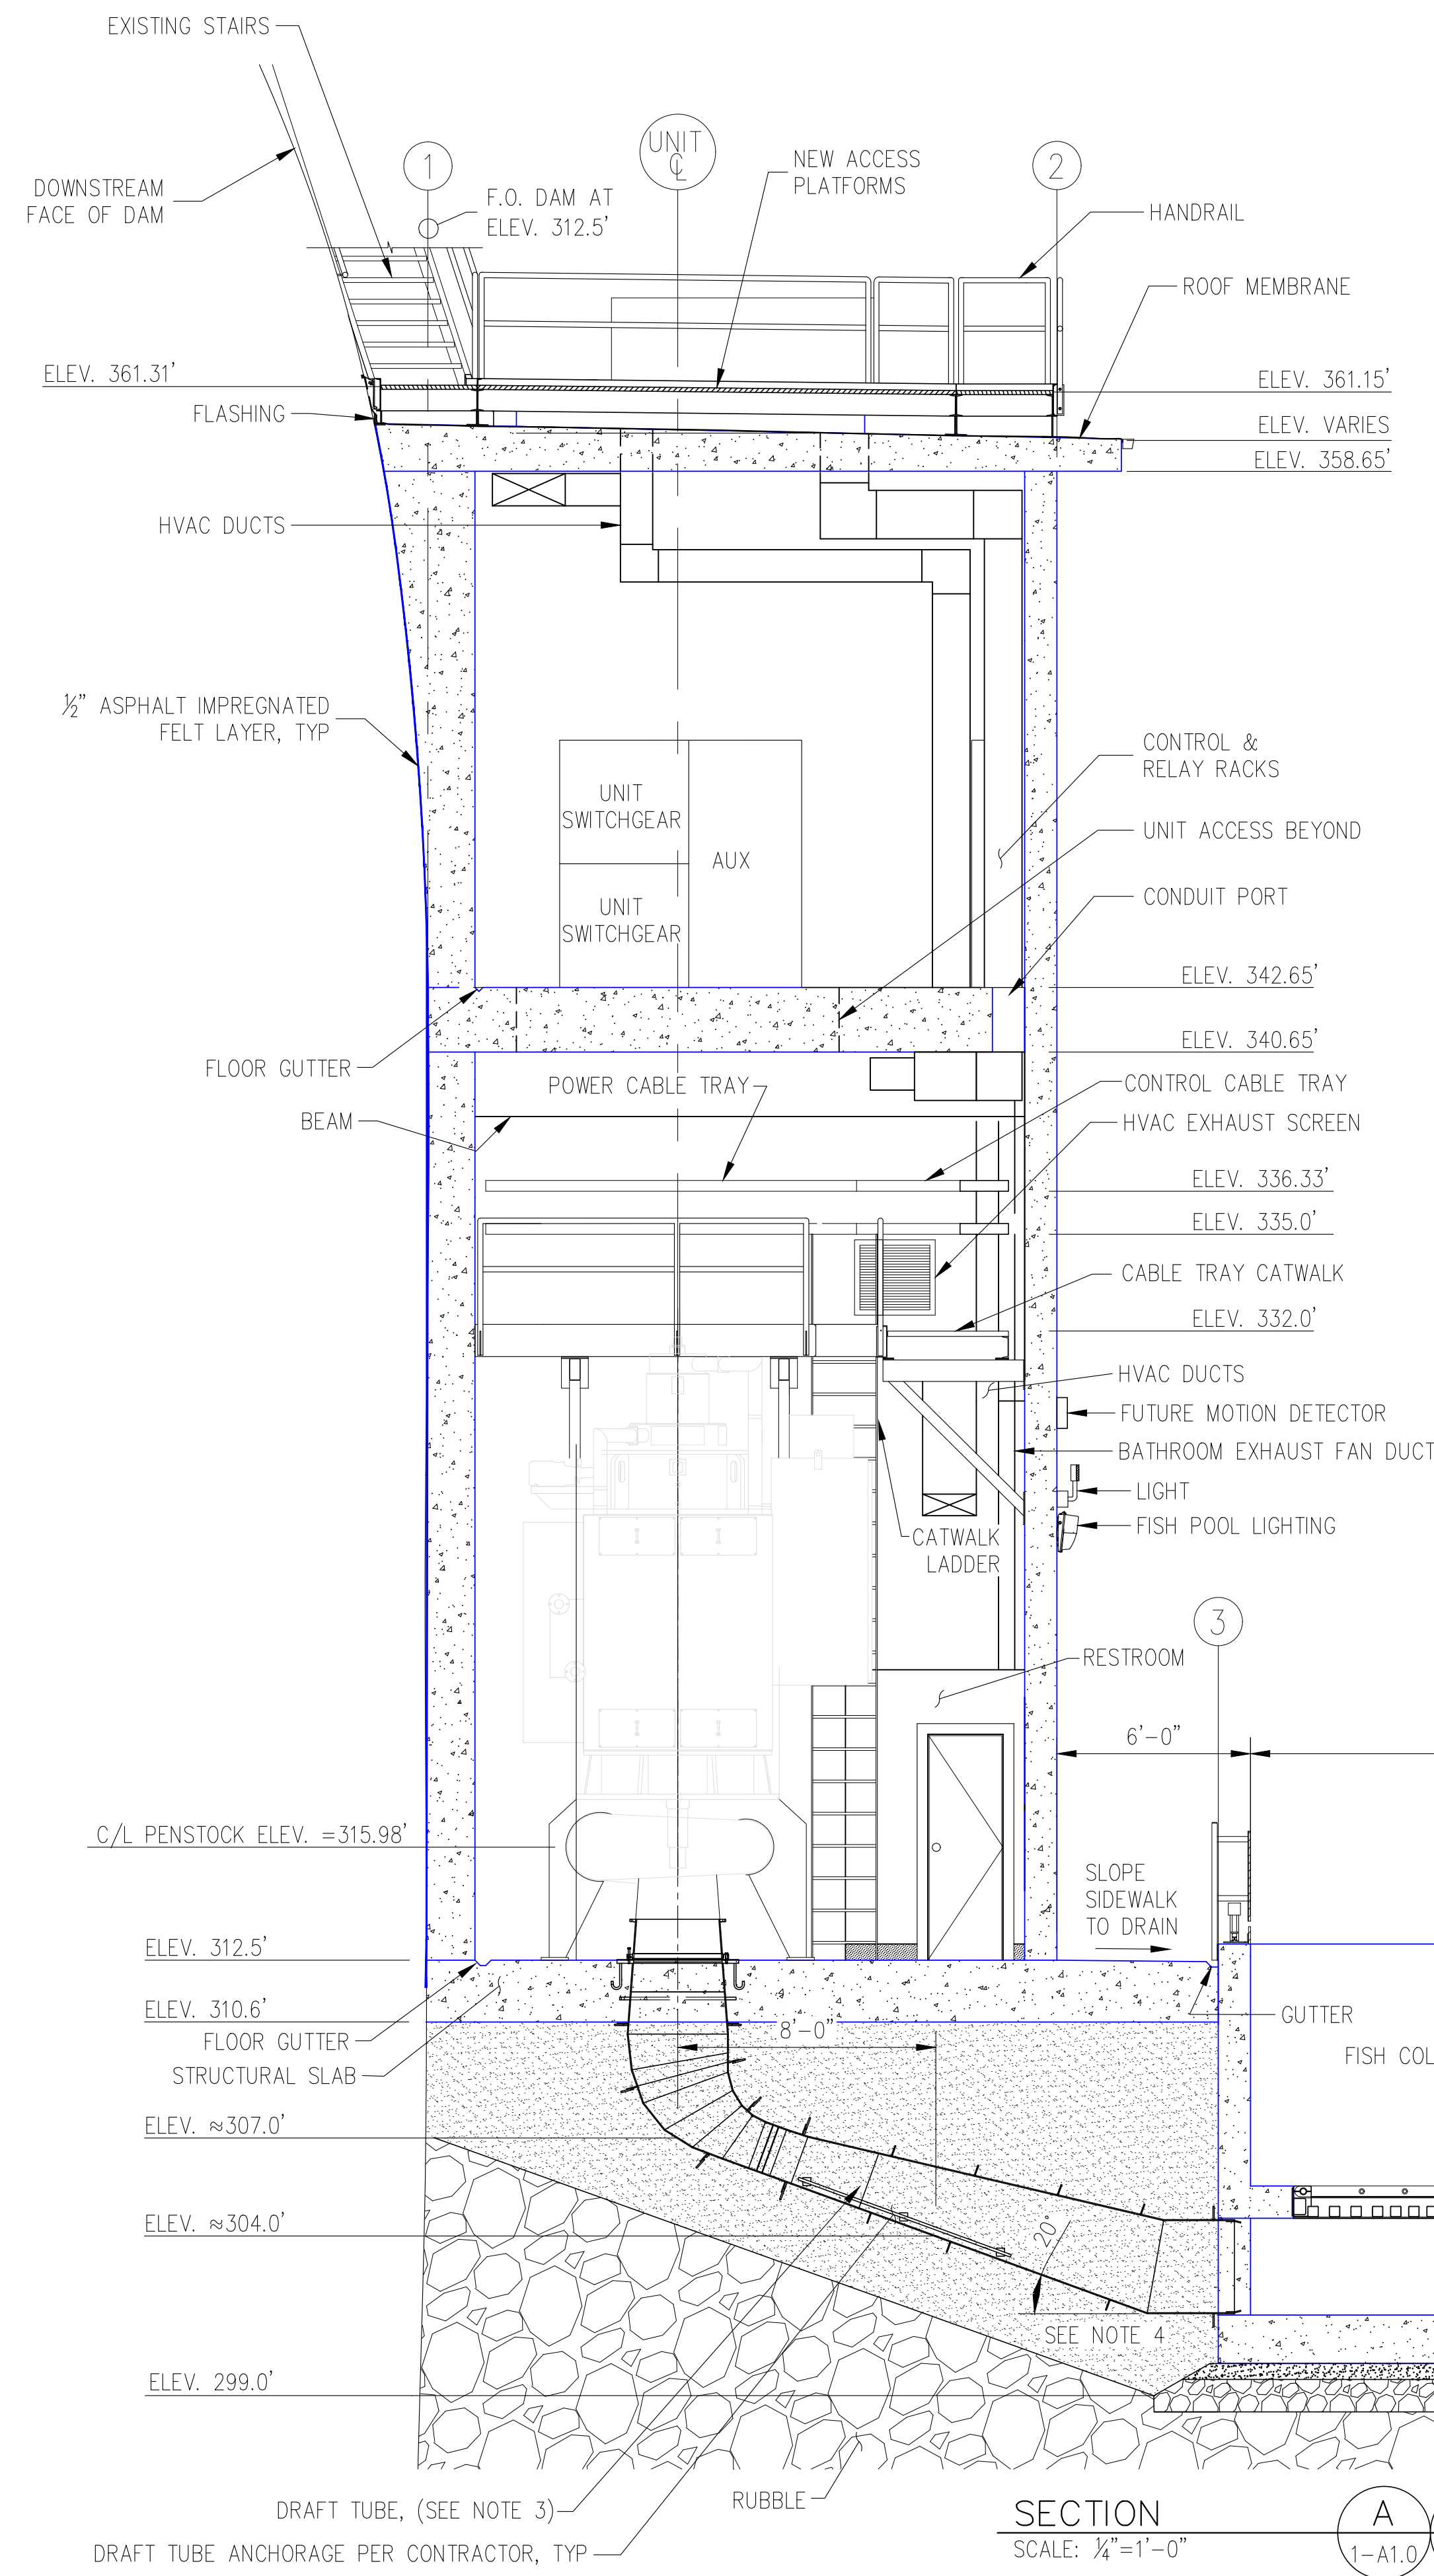 EXISTING STAIRS
UNIT
℄
1
2
NEW ACCESS
PLATFORMS
DOWNSTREAM
FACE OF DAM
F.O. DAM AT
ELEV. 312.5'
HANDRAIL
ROOF MEMBRANE
ELEV. 361.31'
ELEV. 361.15'
FLASHING
ELEV. VARIES
ELEV. 358.65'
HVAC DUCTS
½" ASPHALT IMPREGNATED
FELT LAYER, TYP
CONTROL &
RELAY RACKS
UNIT
SWITCHGEAR
AUX
UNIT
SWITCHGEAR
UNIT ACCESS BEYOND
CONDUIT PORT
ELEV. 342.65'
ELEV. 340.65'
FLOOR GUTTER
POWER CABLE TRAY
CONTROL CABLE TRAY
BEAM
HVAC EXHAUST SCREEN
ELEV. 336.33'
ELEV. 335.0'
CABLE TRAY CATWALK
ELEV. 332.0'
HVAC DUCTS
FUTURE MOTION DETECTOR
BATHROOM EXHAUST FAN DUCT
LIGHT
FISH POOL LIGHTING
CATWALK
LADDER
3
RESTROOM
6'-0"
C/L PENSTOCK ELEV. =315.98'
SLOPE
SIDEWALK
TO DRAIN
ELEV. 312.5'
ELEV. 310.6'
FLOOR GUTTER
STRUCTURAL SLAB
8'-0"
GUTTER
FISH COL
ELEV. ≈307.0'
ELEV. ≈304.0'
20°
SEE NOTE 4
ELEV. 299.0'
DRAFT TUBE, (SEE NOTE 3)
RUBBLE
DRAFT TUBE ANCHORAGE PER CONTRACTOR, TYP
SECTION
SCALE: ¼"=1'-0"
A
1-A1.0